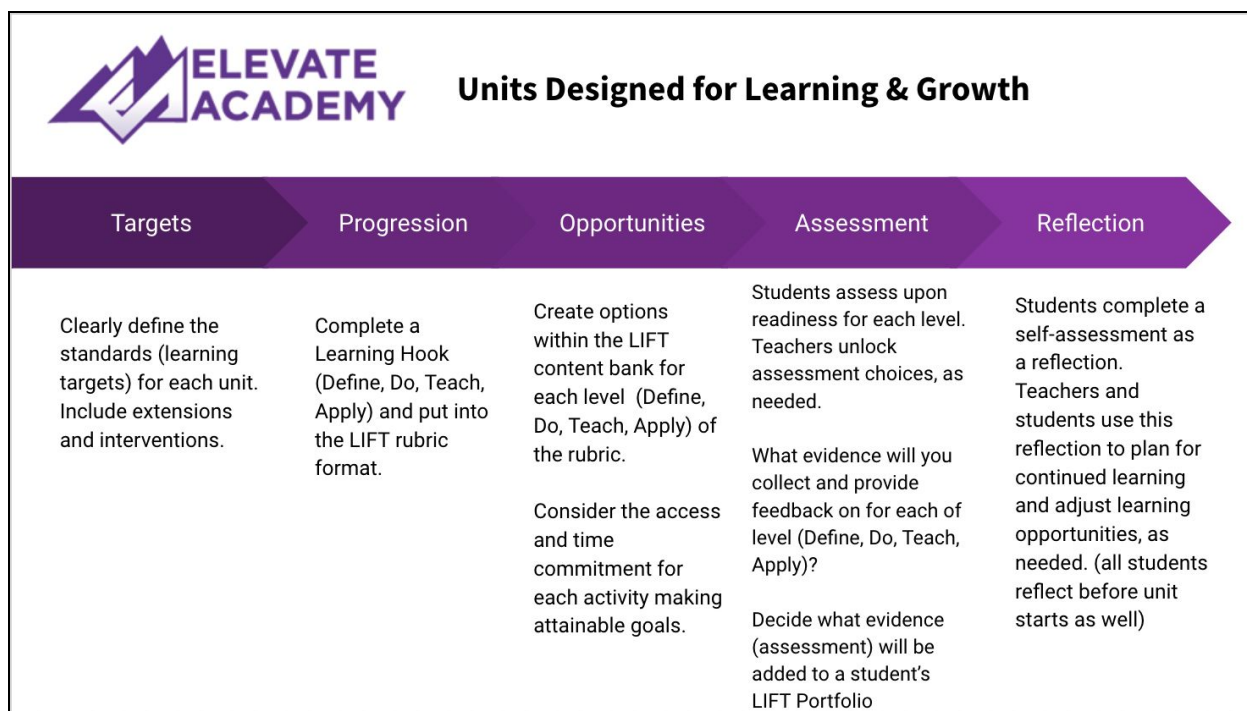 ELEVATE
ACADEMY
Units Designed for Learning & Growth
Targets
Progression
Opportunities
Assessment
Reflection
Clearly define the
standards (learning
targets) for each unit.
Include extensions
and interventions.
Complete a
Learning Hook
(Define, Do, Teach,
Apply) and put into
the LIFT rubric
format.
Create options
within the LIFT
content bank for
each level (Define,
Do, Teach, Apply) of
the rubric.
Consider the access
and time
commitment for
each activity making
attainable goals.
Students assess upon
readiness for each level.
Teachers unlock
assessment choices, as
needed.
What evidence will you
collect and provide
feedback on for each of
level (Define, Do, Teach,
Apply)?
Decide what evidence
(assessment) will be
added to a student's
LIFT Portfolio
Students complete a
self-assessment as
a reflection.
Teachers and
students use this
reflection to plan for
continued learning
and adjust learning
opportunities, as
needed. (all students
reflect before unit
starts as well)